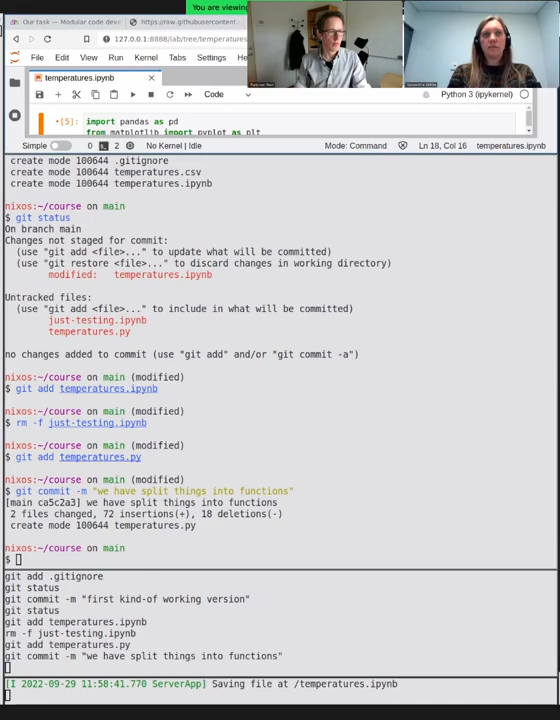 You are viewing
Our task — Modular code deve
https://raw.githubusercontent.
127.0.0.1:8888/lab/tree/temperatures
File Edit View Run Kernel Tabs Settings
temperatures.ipynb
Code
Python 3 (ipykernel)
•[5]: import pandas as pd
from matplotlib import pyplot as plt
Simple 0 2 No Kernel | Idle Mode: Command Ln 18, Col 16 temperatures.ipynb
create mode 100644 .gitignore
create mode 100644 temperatures.csv
create mode 100644 temperatures.ipynb
nixos:~/course on main
$ git status
On branch main
Changes not staged for commit:
(use "git add <file>..." to update what will be committed)
(use "git restore <file>..." to discard changes in working directory)
modified: temperatures.ipynb
Untracked files:
(use "git add <file>..." to include in what will be committed)
just-testing.ipynb
temperatures.py
no changes added to commit (use "git add" and/or "git commit -a")
nixos:~/course on main (modified)
$ git add temperatures.ipynb
nixos:~/course on main (modified)
$ rm -f just-testing.ipynb
nixos:~/course on main (modified)
$ git add temperatures.py
nixos:~/course on main (modified)
$ git commit -m "we have split things into functions"
[main ca5c2a3] we have split things into functions
2 files changed, 72 insertions(+), 18 deletions(-)
create mode 100644 temperatures.py
nixos:~/course on main
$
git add .gitignore
git status
git commit -m "first kind-of working version"
git status
git add temperatures.ipynb
rm -f just-testing.ipynb
git add temperatures.py
git commit -m "we have split things into functions"
[I 2022-09-29 11:58:41.770 ServerApp] Saving file at /temperatures.ipynb